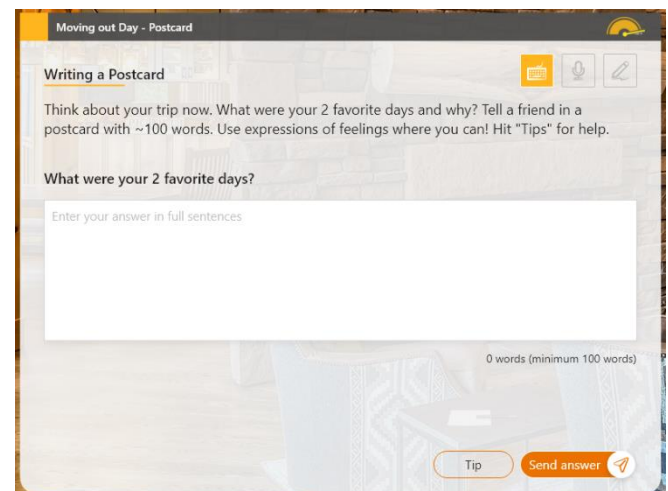 Moving out Day - Postcard
Writing a Postcard
Think about your trip now. What were your 2 favorite days and why? Tell a friend in a
postcard with ~100 words. Use expressions of feelings where you can! Hit "Tips" for help.
What were your 2 favorite days?
Enter your answer in full sentences
0 words (minimum 100 words)
Tip
Send answer